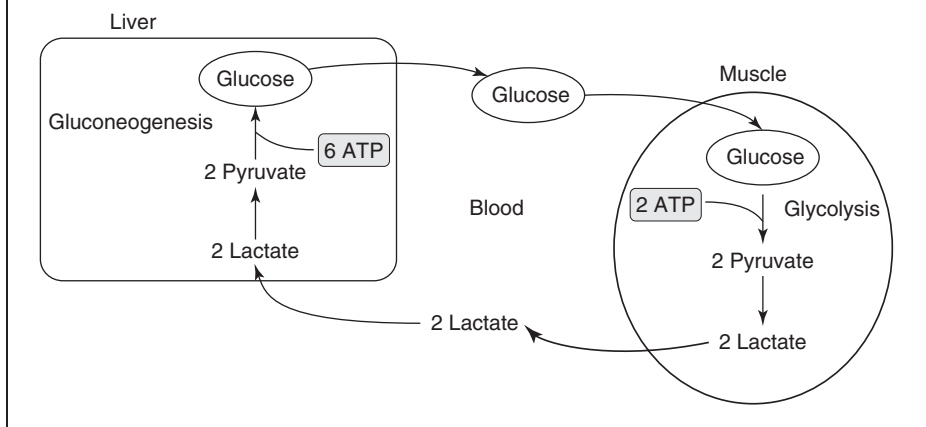 Liver
Glucose
Gluconeogenesis
6 ATP
2 Pyruvate
2 Lactate
Glucose
Blood
2 Lactate
Muscle
Glucose
2 ATP
Glycolysis
2 Pyruvate
2 Lactate